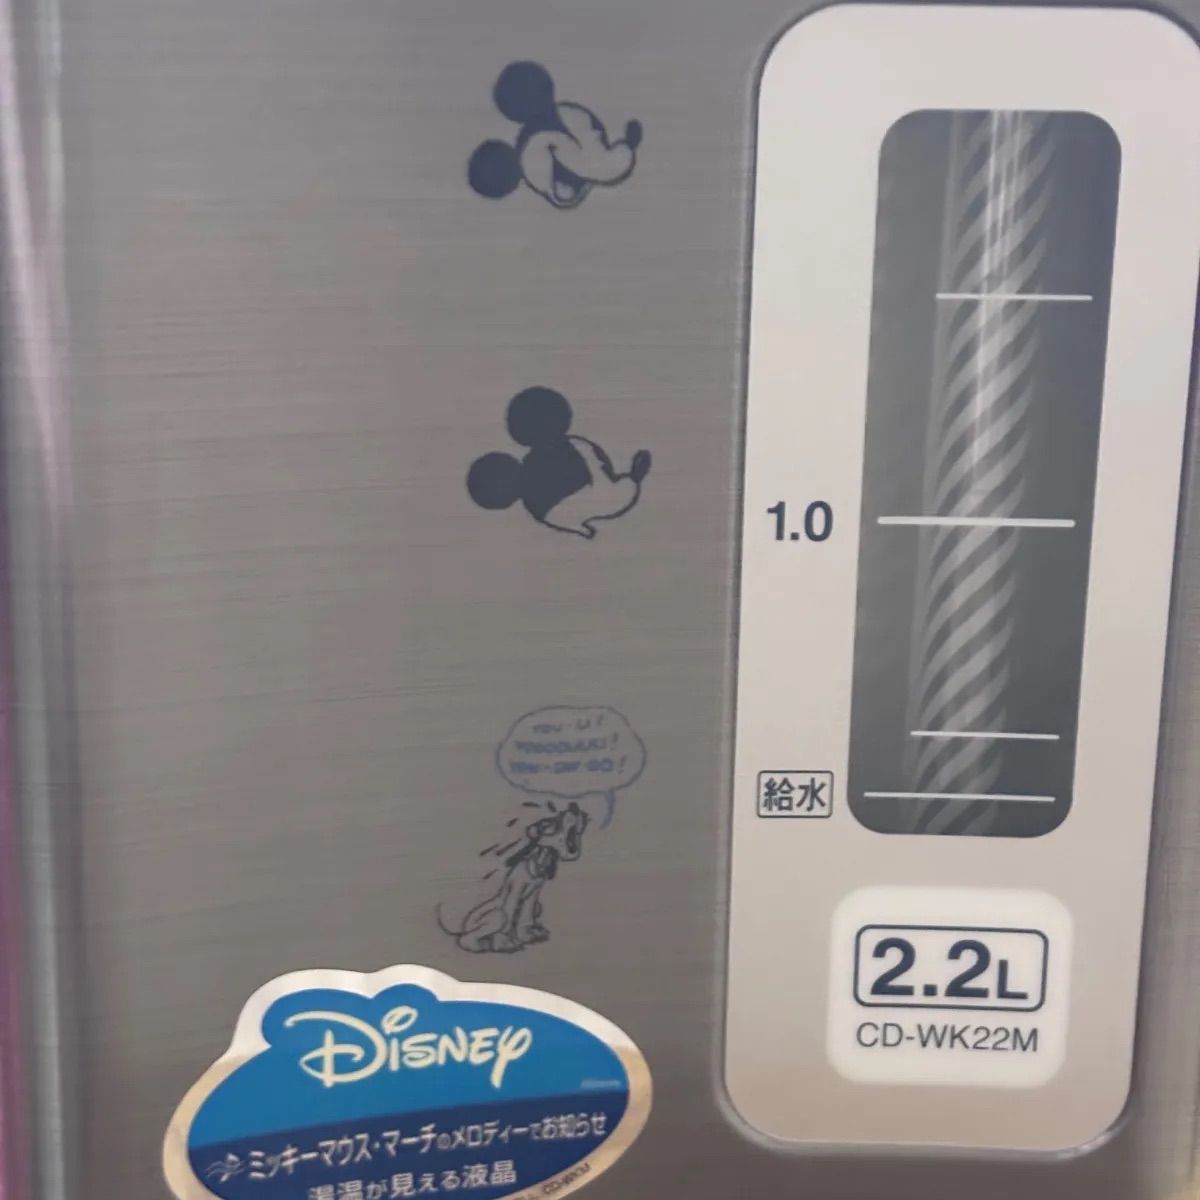 1.0
YOW-
給水
2.2L
CD-WK22M
DISNEY
ミッキーマウス・マーチのメロディーでお知らせ
湯温が見える液晶